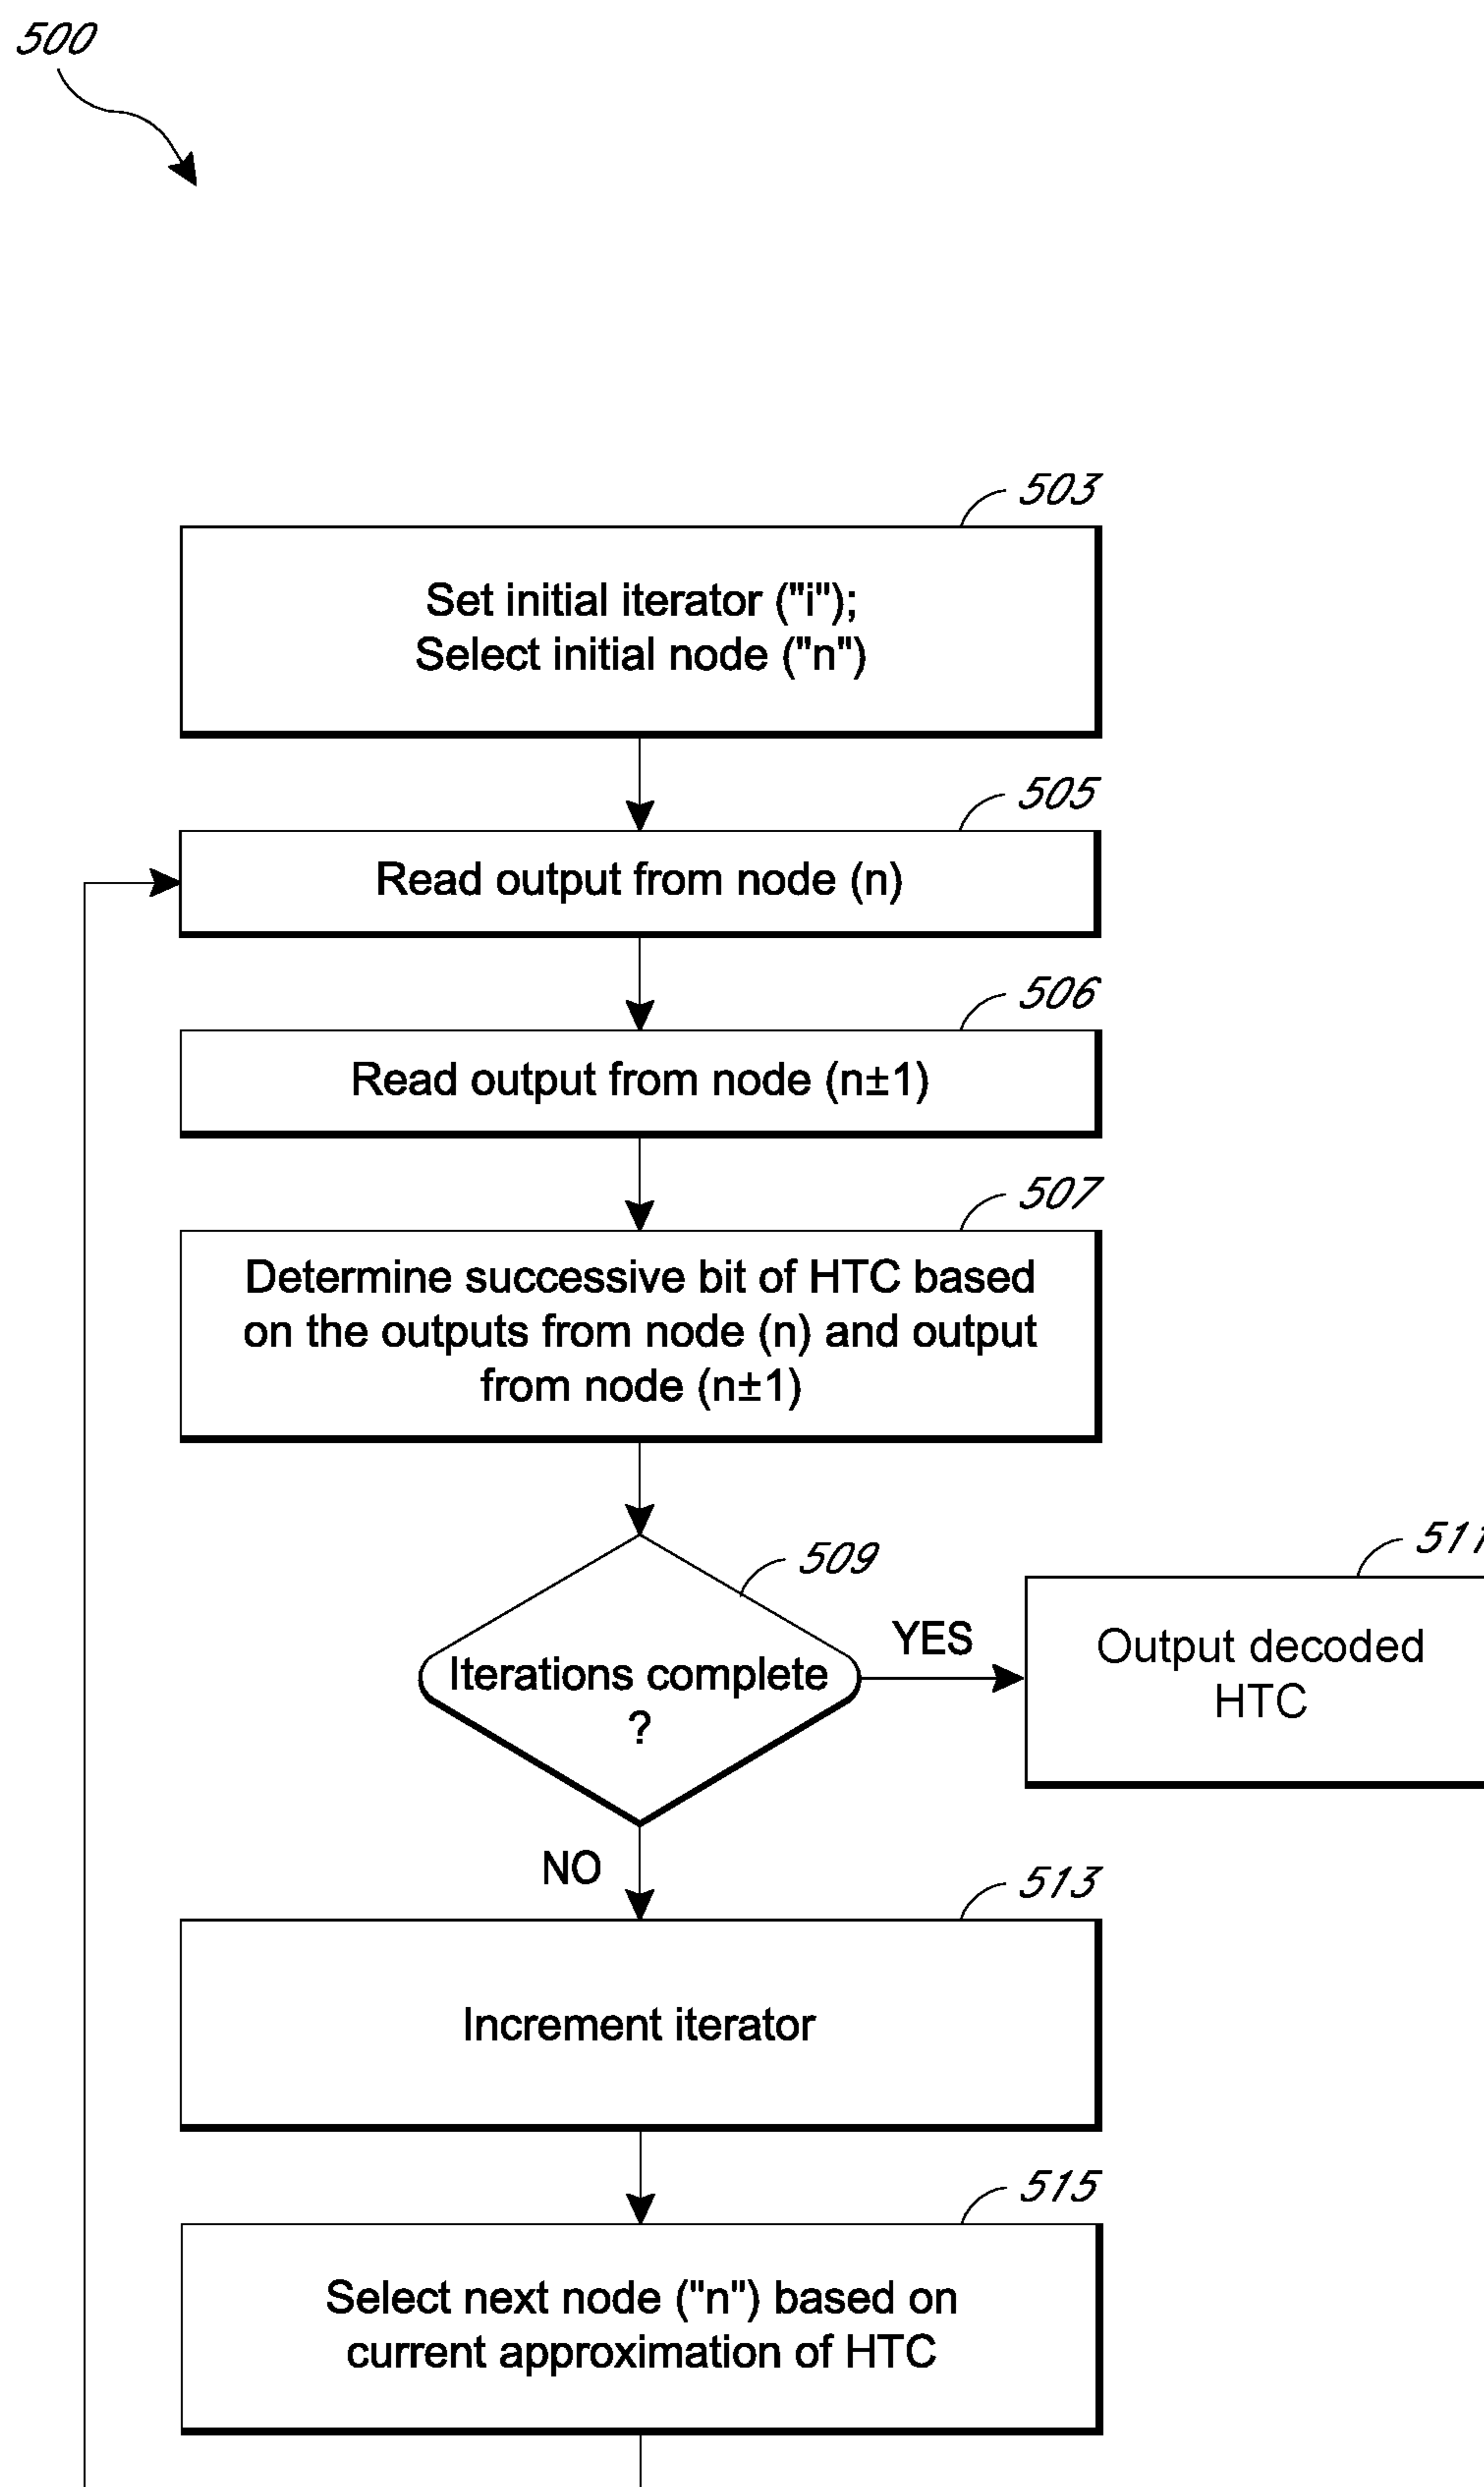 500
503
Set initial iterator ("i");
Select initial node ("n")
505
Read output from node (n)
506
Read output from node (n±1)
507
Determine successive bit of HTC based
on the outputs from node (n) and output
from node (n±1)
509
Iterations complete
?
YES
511
Output decoded
HTC
NO
513
Increment iterator
515
Select next node ("n") based on
current approximation of HTC